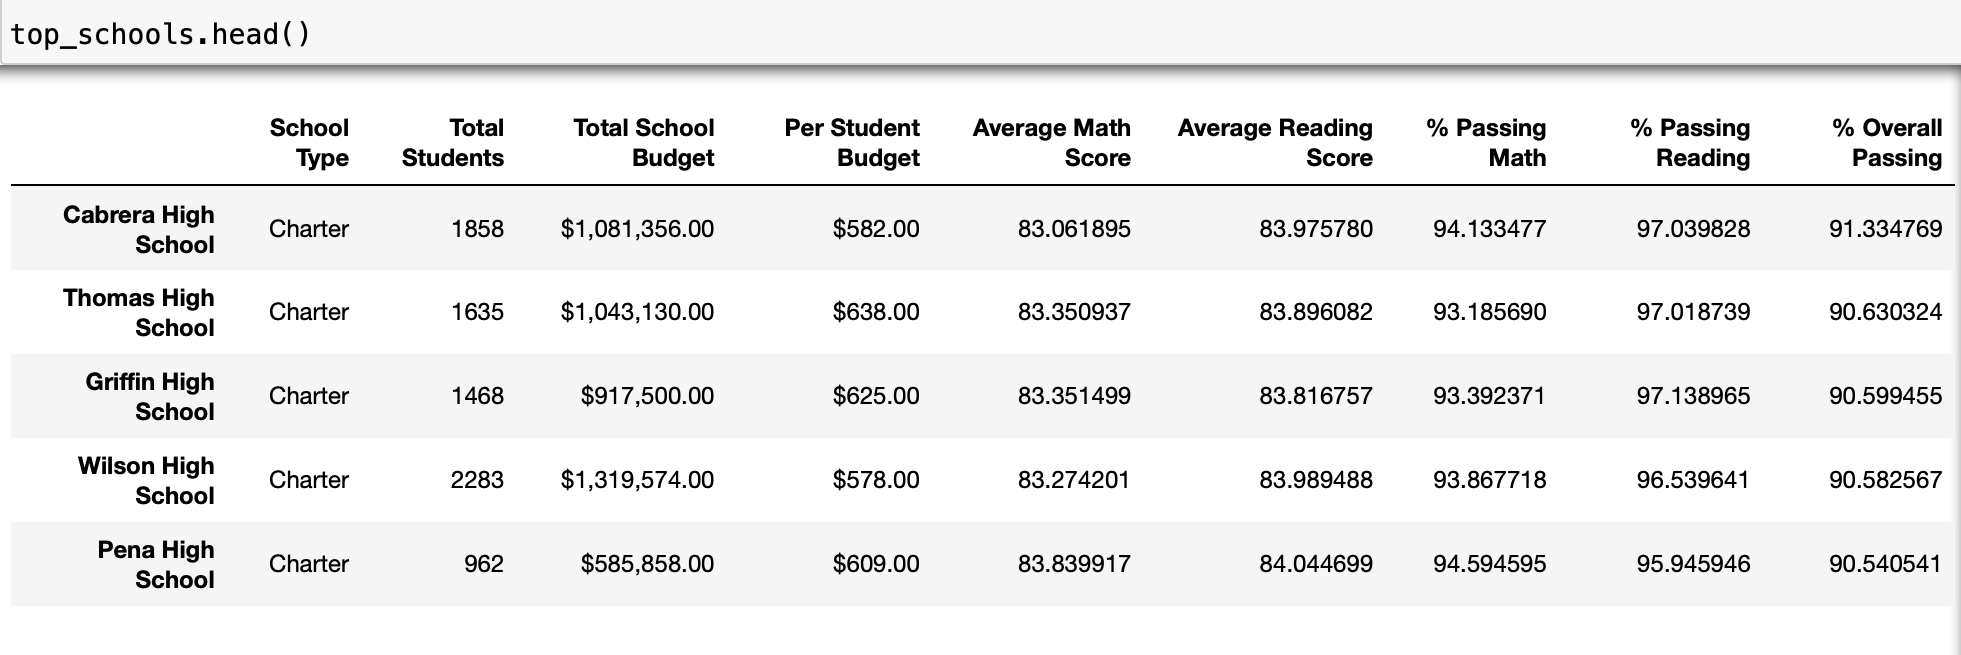 top_schools.head()
School Type Total Students Total School Budget Per Student Budget Average Math Score Average Reading Score % Passing Math % Passing Reading % Overall Passing
Cabrera High School Charter 1858 $1,081,356.00 $582.00 83.061895 83.975780 94.133477 97.039828 91.334769
Thomas High School Charter 1635 $1,043,130.00 $638.00 83.350937 83.896082 93.185690 97.018739 90.630324
Griffin High School Charter 1468 $917,500.00 $625.00 83.351499 83.816757 93.392371 97.138965 90.599455
Wilson High School Charter 2283 $1,319,574.00 $578.00 83.274201 83.989488 93.867718 96.539641 90.582567
Pena High School Charter 962 $585,858.00 $609.00 83.839917 84.044699 94.594595 95.945946 90.540541